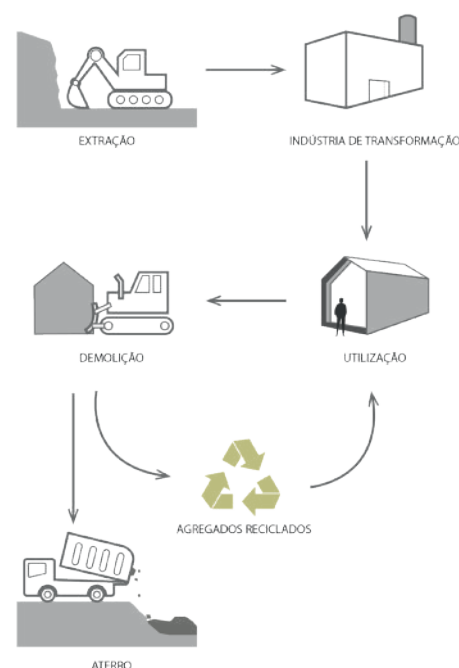 EXTRAÇÃO
INDÚSTRIA DE TRANSFORMAÇÃO
DEMOLIÇÃO
UTILIZAÇÃO
AGREGADOS RECICLADOS
ATERRO